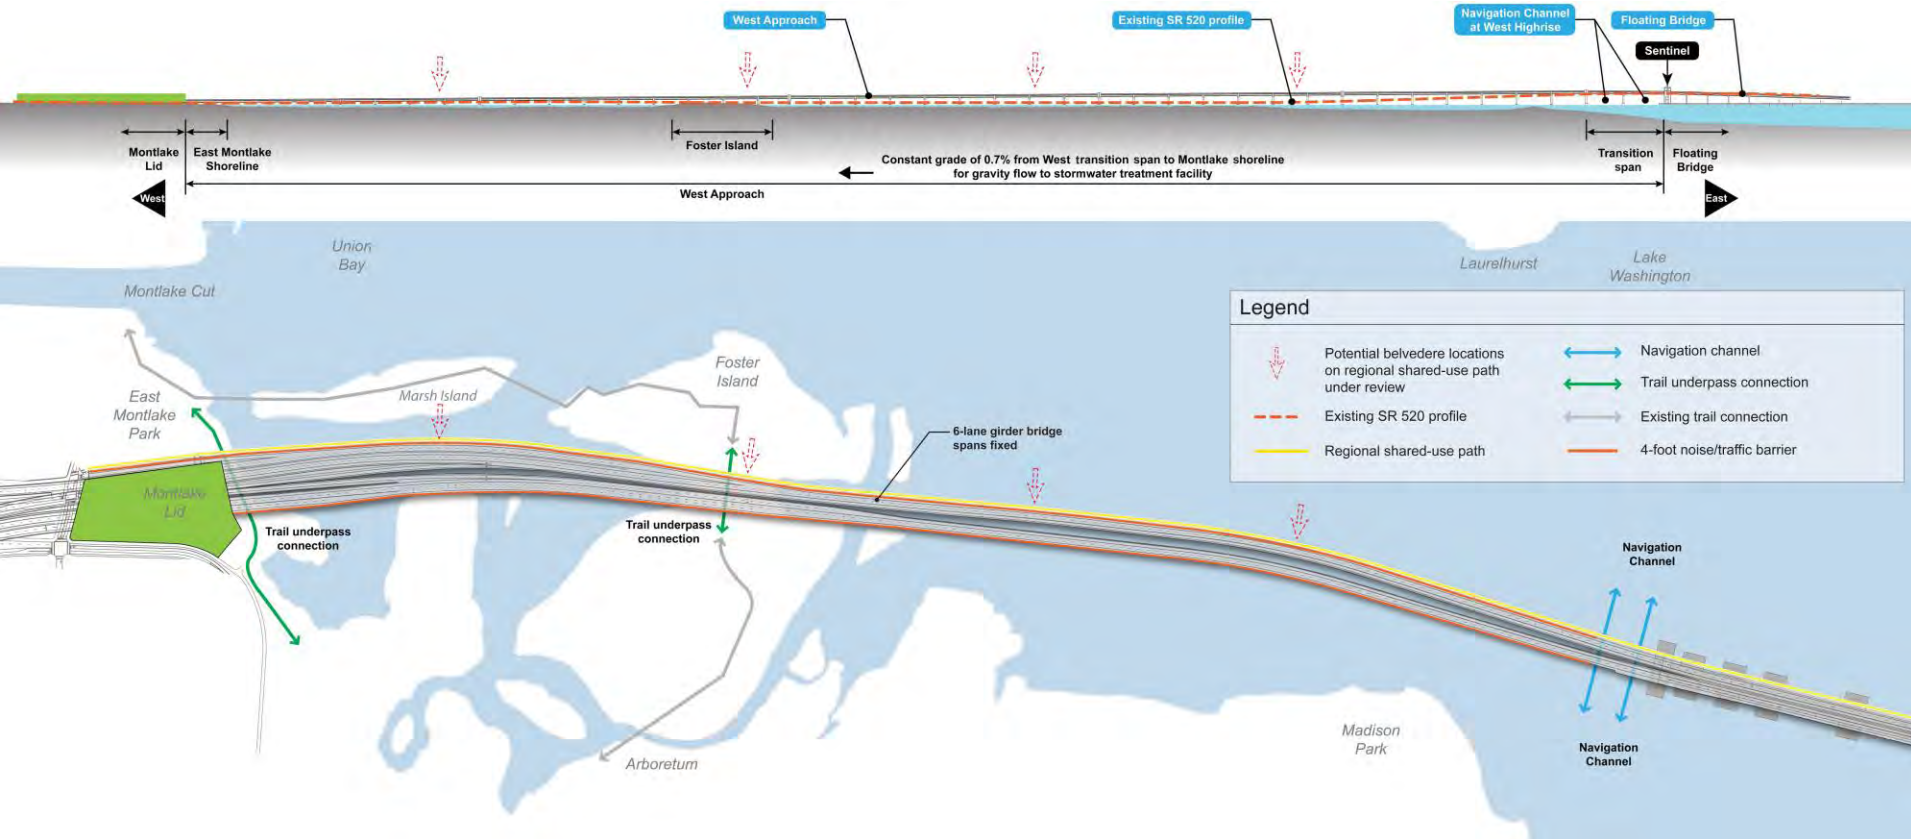 West Approach
Existing SR 520 profile
Navigation Channel
at West Highrise
Floating Bridge
Sentinel
Montlake
Lid
East Montlake
Shoreline
Foster Island
Constant grade of 0.7% from West transition span to Montlake shoreline
for gravity flow to stormwater treatment facility
Transition
span
Floating
Bridge
West
West Approach
East
Union
Bay
Montlake Cut
Laurelhurst
Lake
Washington
Legend
Potential belvedere locations
on regional shared-use path
under review
Existing SR 520 profile
Regional shared-use path
Navigation channel
Trail underpass connection
Existing trail connection
4-foot noise/traffic barrier
Foster
Island
Marsh Island
East
Montlake
Park
6-lane girder bridge
spans fixed
Montlake
Lid
Trail underpass
connection
Trail underpass
connection
Navigation
Channel
Madison
Park
Navigation
Channel
Arboretum